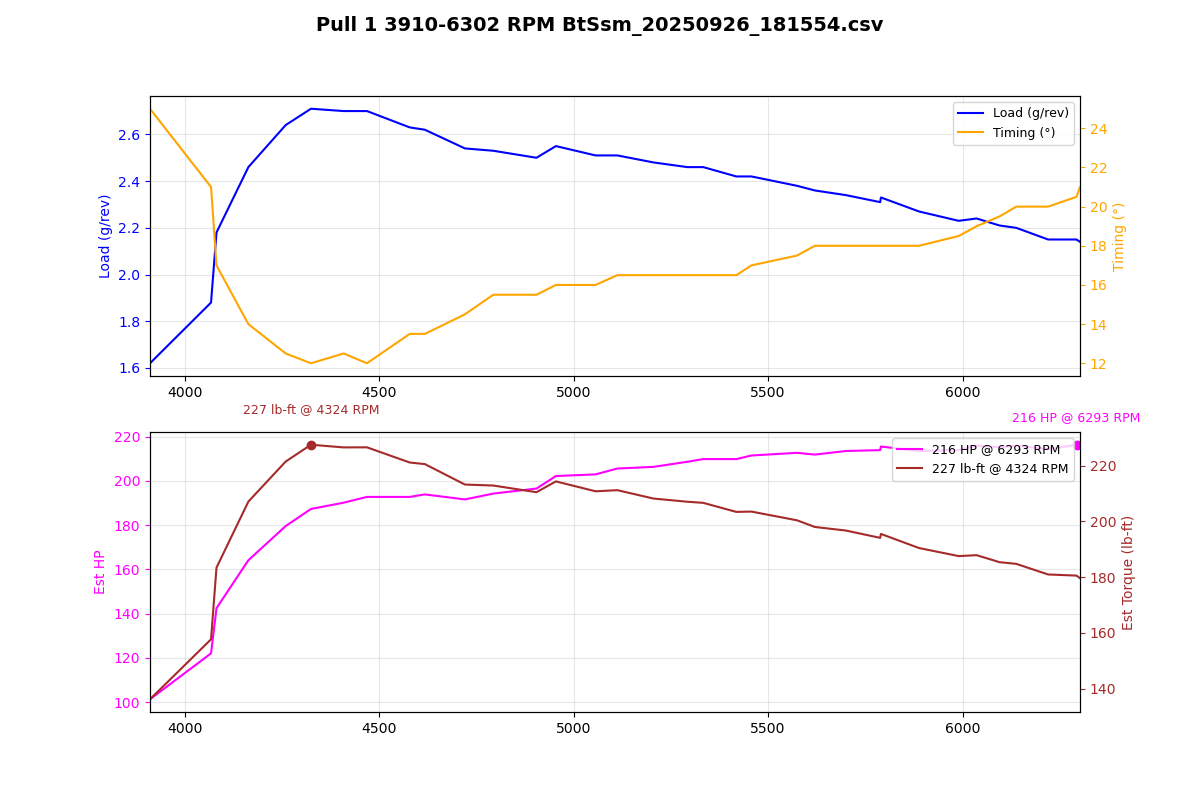 Pull 1 3910-6302 RPM BtSsm_20250926_181554.csv
Load (g/rev)
Timing (°)
2.6
2.4
2.2
2.0
1.8
1.6
Load (g/rev)
24
22
20
18
16
14
12
Timing (°)
4000 4500 5000 5500 6000
227 lb-ft @ 4324 RPM
216 HP @ 6293 RPM
216 HP @ 6293 RPM
227 lb-ft @ 4324 RPM
220
200
180
160
140
120
100
Est HP
220
200
180
160
140
Est Torque (lb-ft)
4000 4500 5000 5500 6000